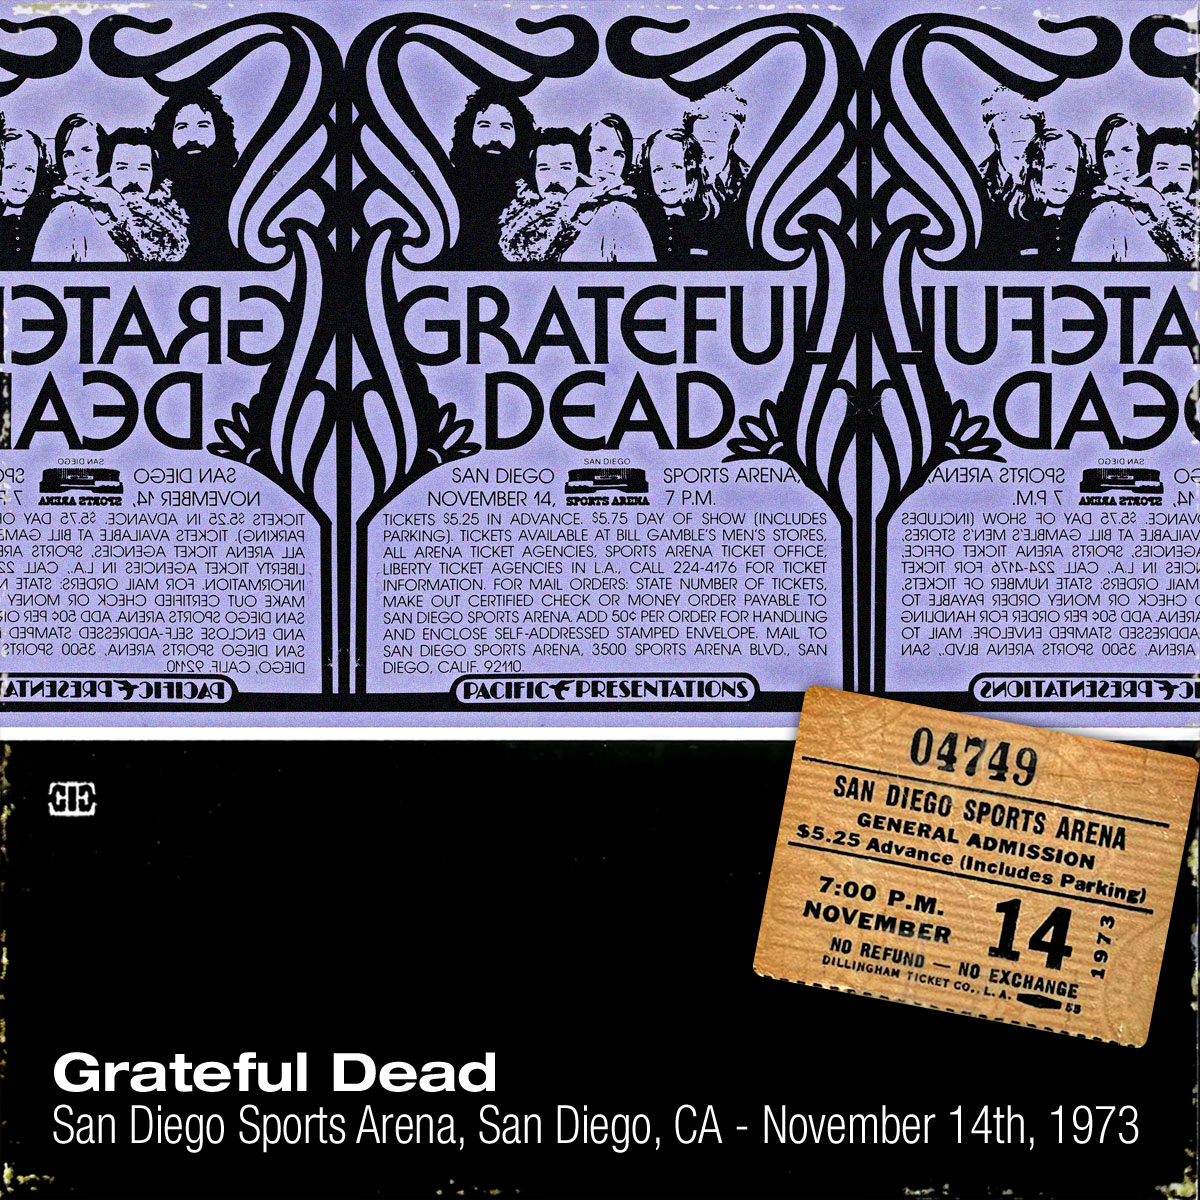 GRATEFUL
DEAD
SAN DIEGO SAN DIEGO SPORTS ARENA,
NOVEMBER 14, SPORTS ARENA 7 P.M.
TICKETS $5.25 IN ADVANCE. $5.75 DAY OF SHOW (INCLUDES
PARKING). TICKETS AVAILABLE AT BILL GAMBLE'S MEN'S STORES,
ALL ARENA TICKET AGENCIES, SPORTS ARENA TICKET OFFICE,
LIBERTY TICKET AGENCIES IN L.A., CALL 224-4176 FOR TICKET
INFORMATION. FOR MAIL ORDERS: STATE NUMBER OF TICKETS,
MAKE OUT CERTIFIED CHECK OR MONEY ORDER PAYABLE TO
SAN DIEGO SPORTS ARENA. ADD 50¢ PER ORDER FOR HANDLING
AND ENCLOSE SELF-ADDRESSED STAMPED ENVELOPE. MAIL TO
SAN DIEGO SPORTS ARENA, 3500 SPORTS ARENA BLVD., SAN
DIEGO, CALIF. 92110.
PACIFIC PRESENTATIONS
04749
SAN DIEGO SPORTS ARENA
GENERAL ADMISSION
$5.25 Advance (Includes Parking)
7:00 P.M.
NOVEMBER 14 1973
NO REFUND — NO EXCHANGE
DILLINGHAM TICKET CO., L.A. 55
Grateful Dead
San Diego Sports Arena, San Diego, CA - November 14th, 1973